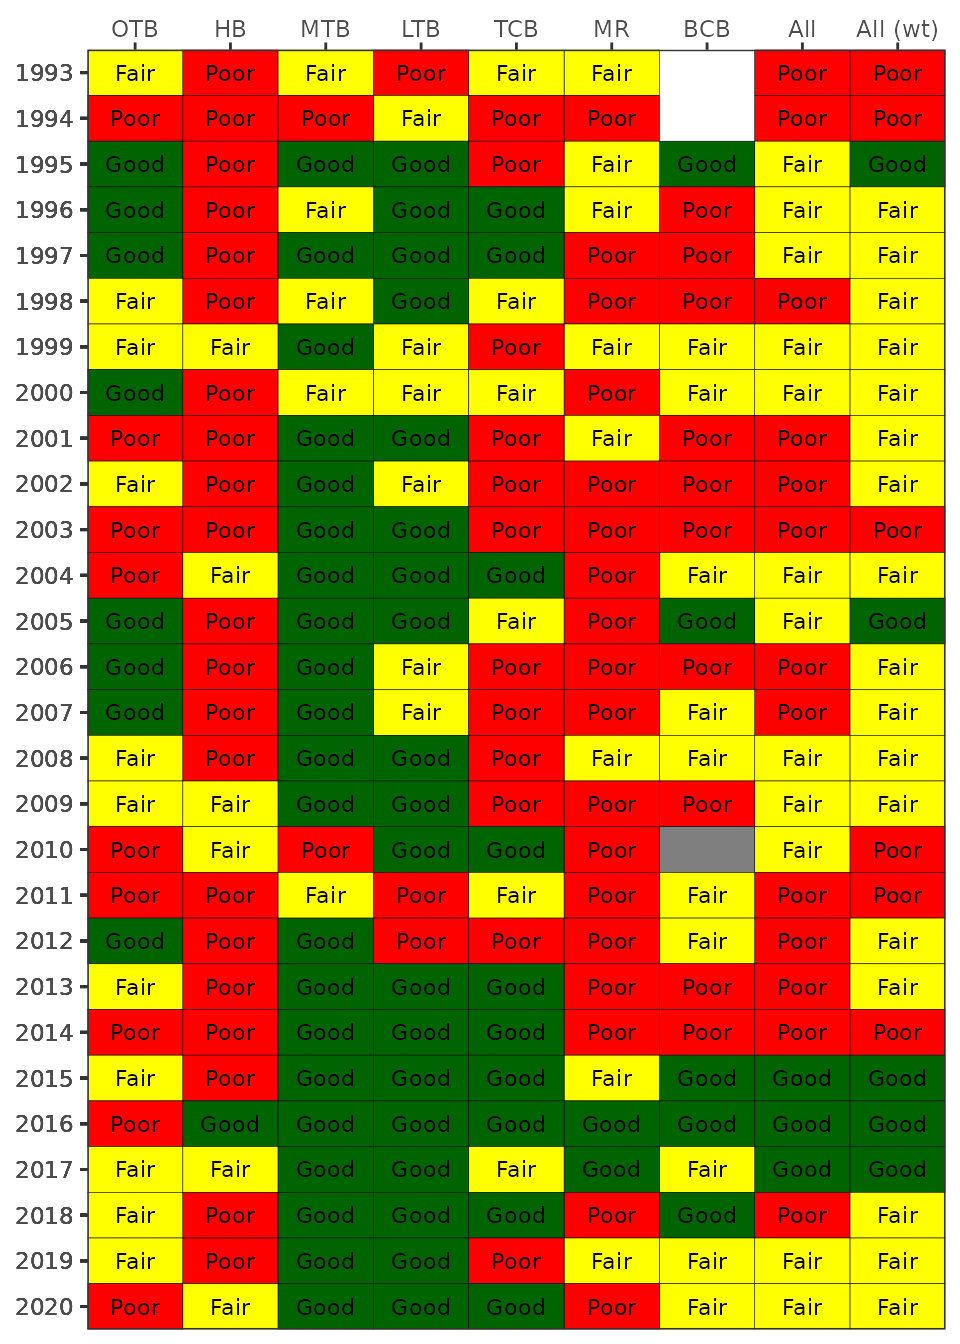 OTB HB MTB LTB TCB MR BCB All All (wt)
1993 Fair Poor Fair Poor Fair Fair Poor Poor
1994 Poor Poor Poor Fair Poor Poor Poor Poor
1995 Good Poor Good Good Poor Fair Good Fair Good
1996 Good Poor Fair Good Good Fair Poor Fair Fair
1997 Good Poor Good Good Good Poor Poor Fair Fair
1998 Fair Poor Fair Good Fair Poor Poor Poor Fair
1999 Fair Fair Good Fair Poor Fair Fair Fair Fair
2000 Good Poor Fair Fair Fair Poor Fair Fair Fair
2001 Poor Poor Good Good Poor Fair Poor Poor Fair
2002 Fair Poor Good Fair Poor Poor Poor Poor Fair
2003 Poor Poor Good Good Poor Poor Poor Poor Poor
2004 Poor Fair Good Good Good Poor Fair Fair Fair
2005 Good Poor Good Good Fair Poor Good Fair Good
2006 Good Poor Good Fair Poor Poor Poor Poor Fair
2007 Good Poor Good Fair Poor Poor Fair Poor Fair
2008 Fair Poor Good Good Poor Fair Fair Fair Fair
2009 Fair Fair Good Good Poor Poor Poor Fair Fair
2010 Poor Fair Poor Good Good Poor Fair Poor
2011 Poor Poor Fair Poor Fair Poor Fair Poor Poor
2012 Good Poor Good Poor Poor Poor Fair Poor Fair
2013 Fair Poor Good Good Good Poor Poor Poor Fair
2014 Poor Poor Good Good Good Poor Poor Poor Poor
2015 Fair Poor Good Good Good Fair Good Good Good
2016 Poor Good Good Good Good Good Good Good Good
2017 Fair Fair Good Good Fair Good Fair Good Good
2018 Fair Poor Good Good Good Poor Good Poor Fair
2019 Fair Poor Good Good Poor Fair Fair Fair Fair
2020 Poor Fair Good Good Good Poor Fair Fair Fair